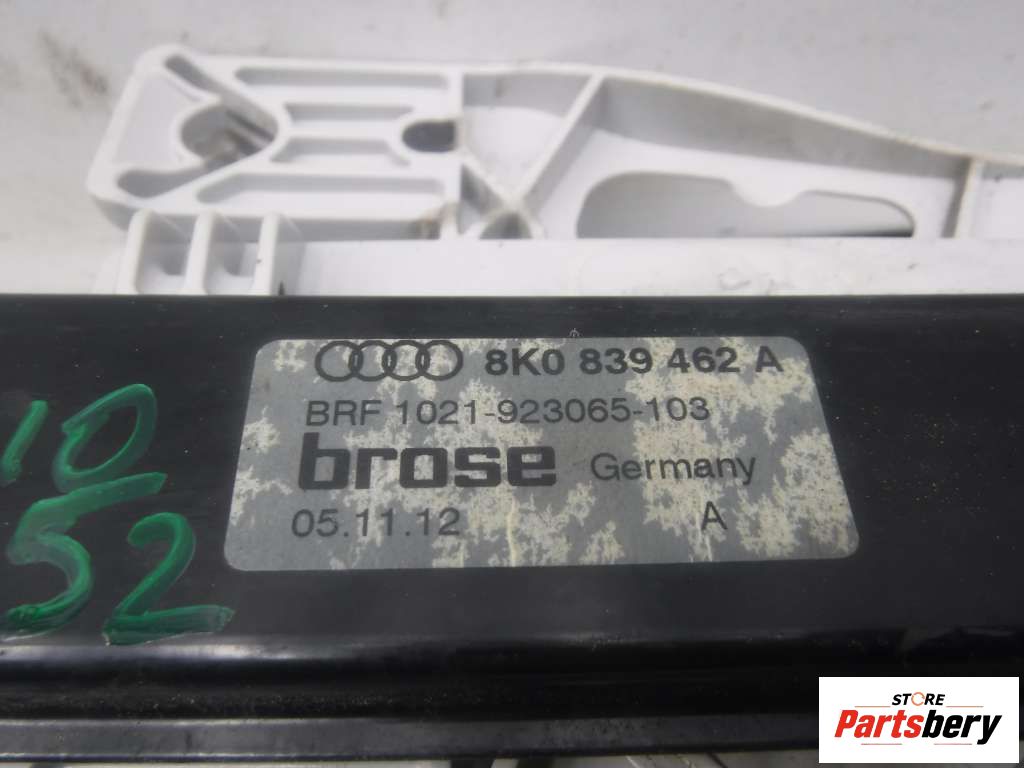 8K0 839 462 A
BRF 1021-923065-103
brose Germany
05.11.12 A
10
52
STORE
Partsbery